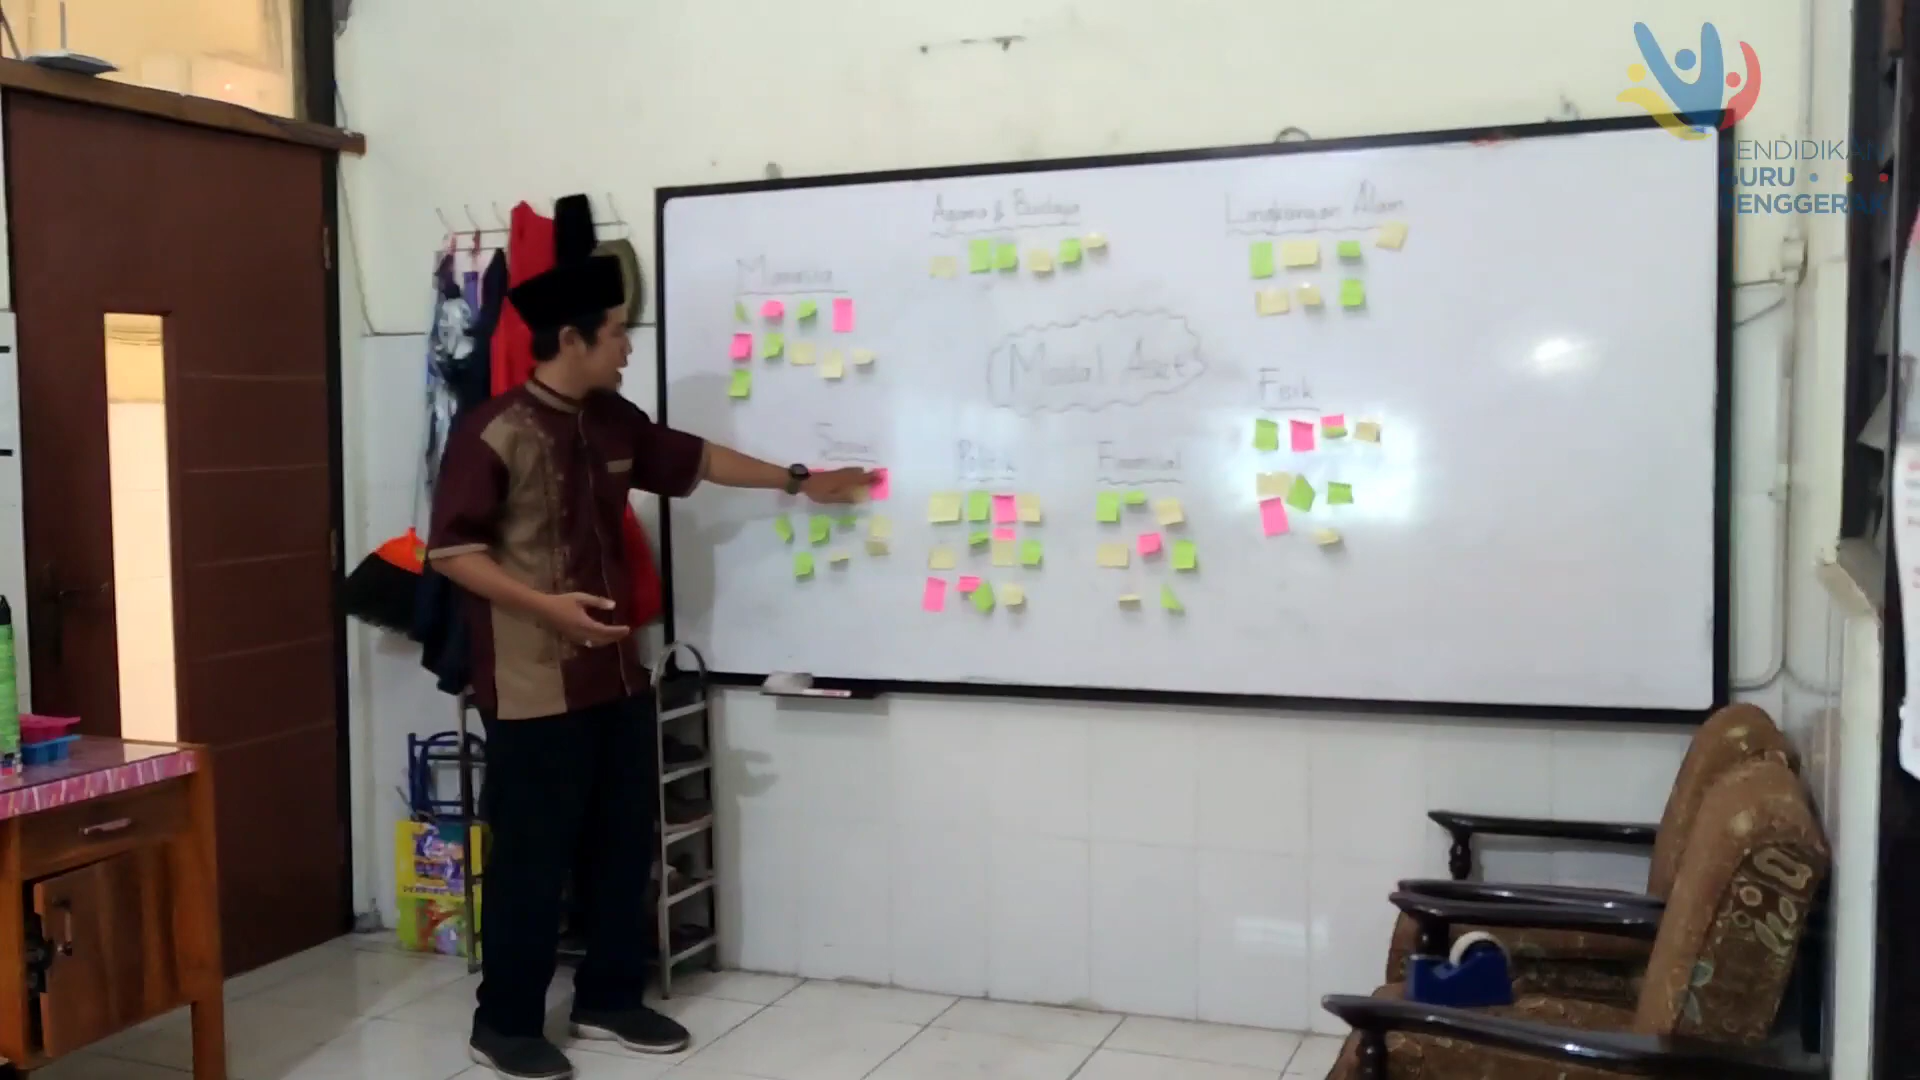 PENDIDIKAN
GURU
PENGGERAK
Agama & Budaya
Lingkungan Alam
Manusia
Modal Aset
Fisik
Sosial
Politik
Finansial